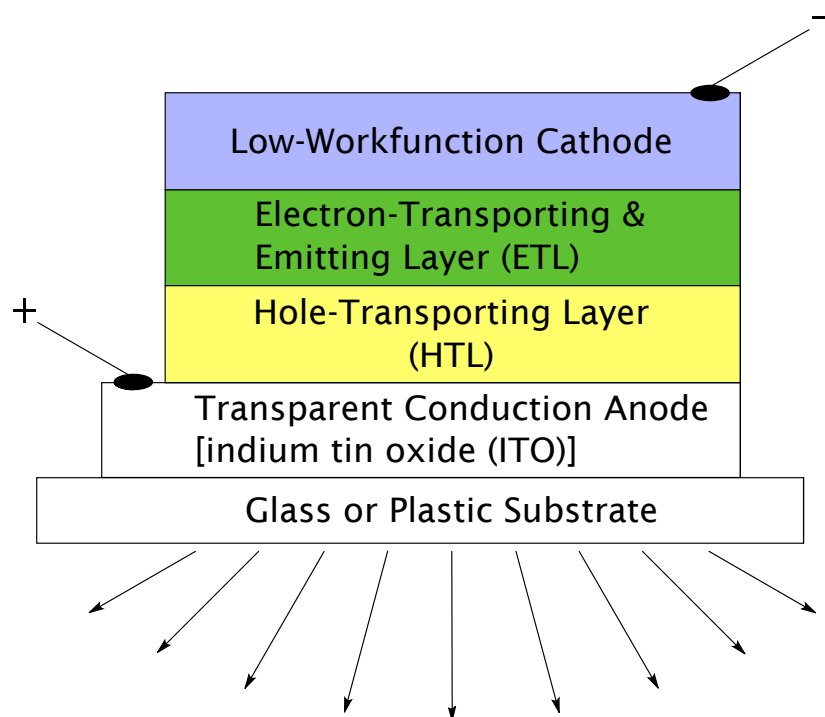 −
Low-Workfunction Cathode
Electron-Transporting &
Emitting Layer (ETL)
Hole-Transporting Layer
(HTL)
+
Transparent Conduction Anode
[indium tin oxide (ITO)]
Glass or Plastic Substrate